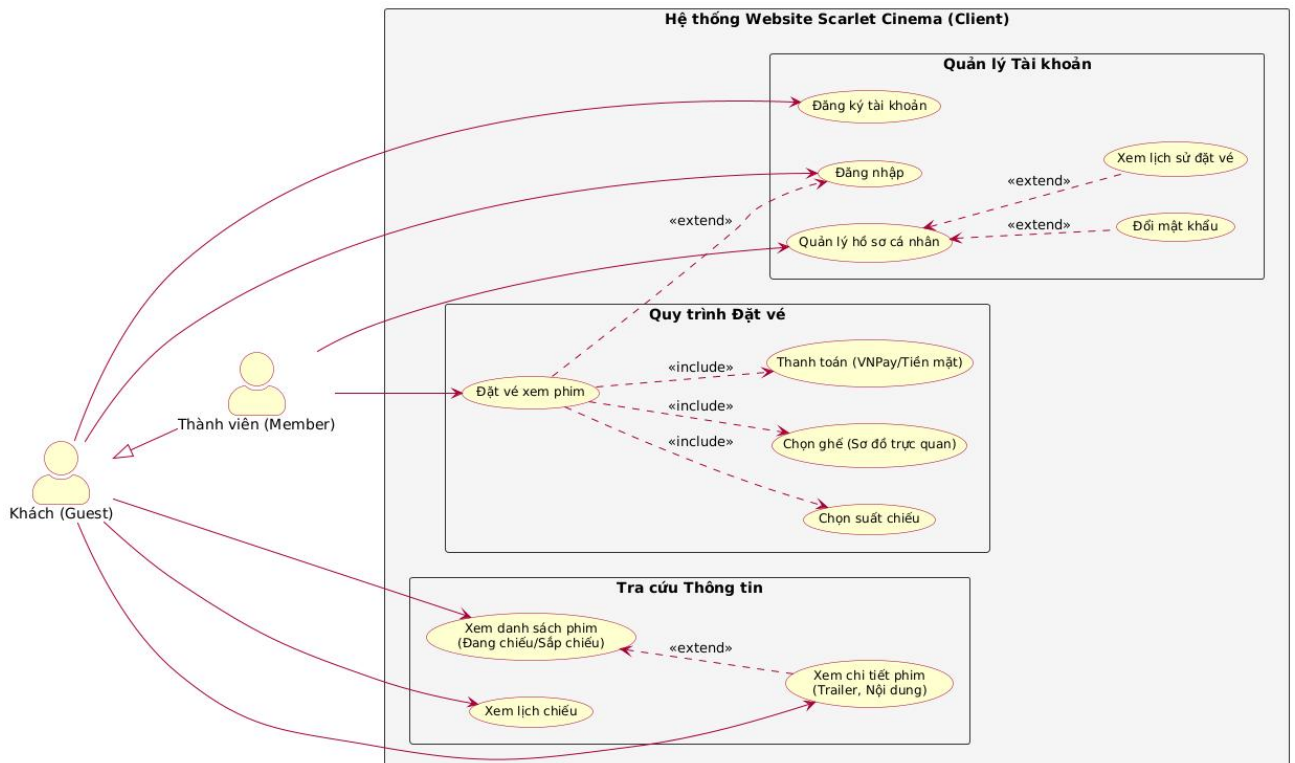 Hệ thống Website Scarlet Cinema (Client)
Quản lý Tài khoản
Đăng ký tài khoản
Đăng nhập
Quản lý hồ sơ cá nhân
Xem lịch sử đặt vé
Đổi mật khẩu
«extend»
«extend»
«extend»
Quy trình Đặt vé
Đặt vé xem phim
«include»
«include»
«include»
Thanh toán (VNPay/Tiền mặt)
Chọn ghế (Sơ đồ trực quan)
Chọn suất chiếu
Thành viên (Member)
Khách (Guest)
Tra cứu Thông tin
Xem danh sách phim
(Đang chiếu/Sắp chiếu)
«extend»
Xem chi tiết phim
(Trailer, Nội dung)
Xem lịch chiếu